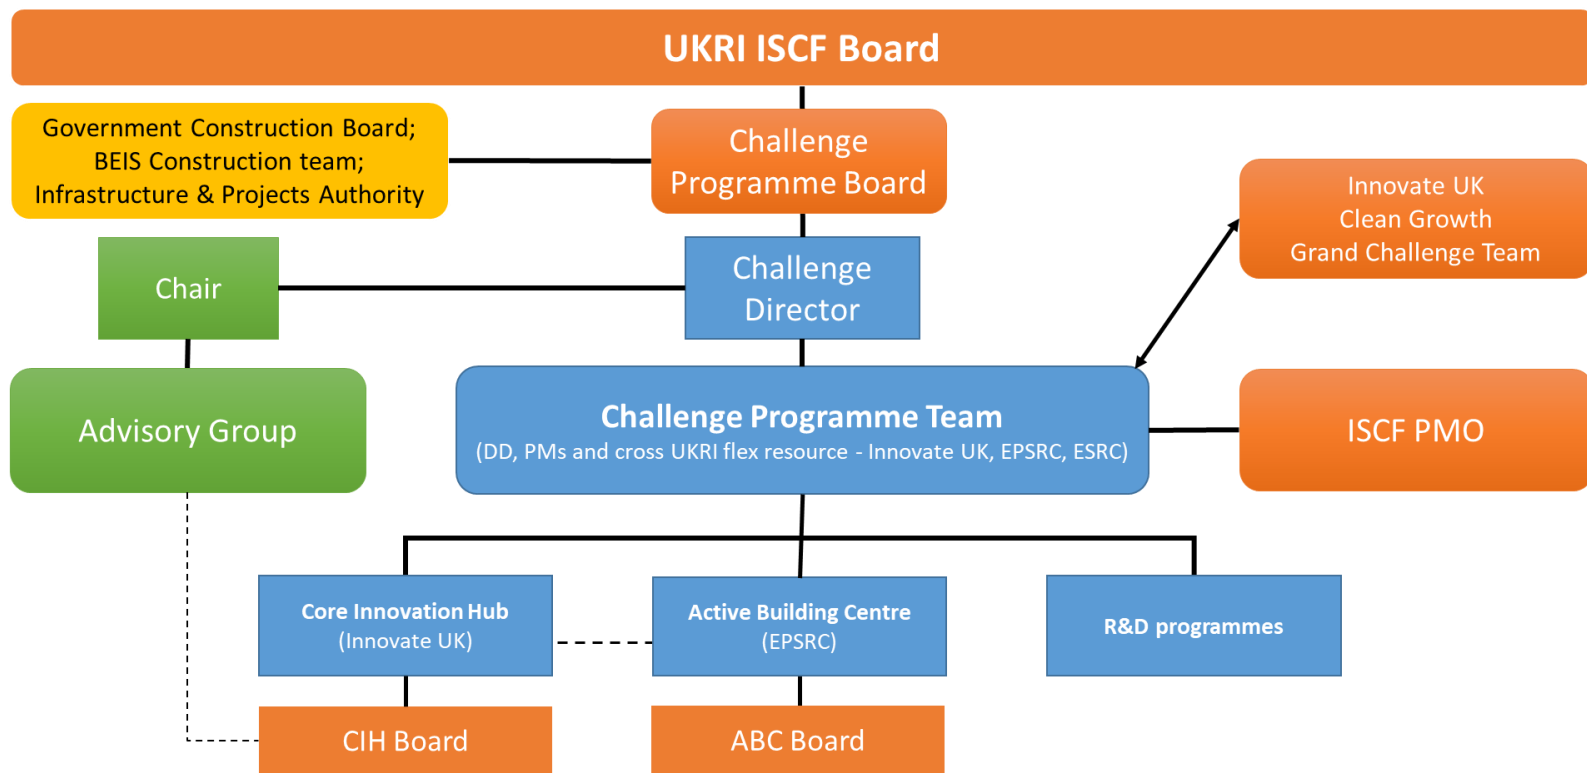 UKRI ISCF Board
Government Construction Board;
BEIS Construction team;
Infrastructure & Projects Authority
Challenge
Programme Board
Innovate UK
Clean Growth
Grand Challenge Team
Chair
Challenge
Director
Advisory Group
Challenge Programme Team
(DD, PMs and cross UKRI flex resource - Innovate UK, EPSRC, ESRC)
ISCF PMO
Core Innovation Hub
(Innovate UK)
Active Building Centre
(EPSRC)
R&D programmes
CIH Board
ABC Board